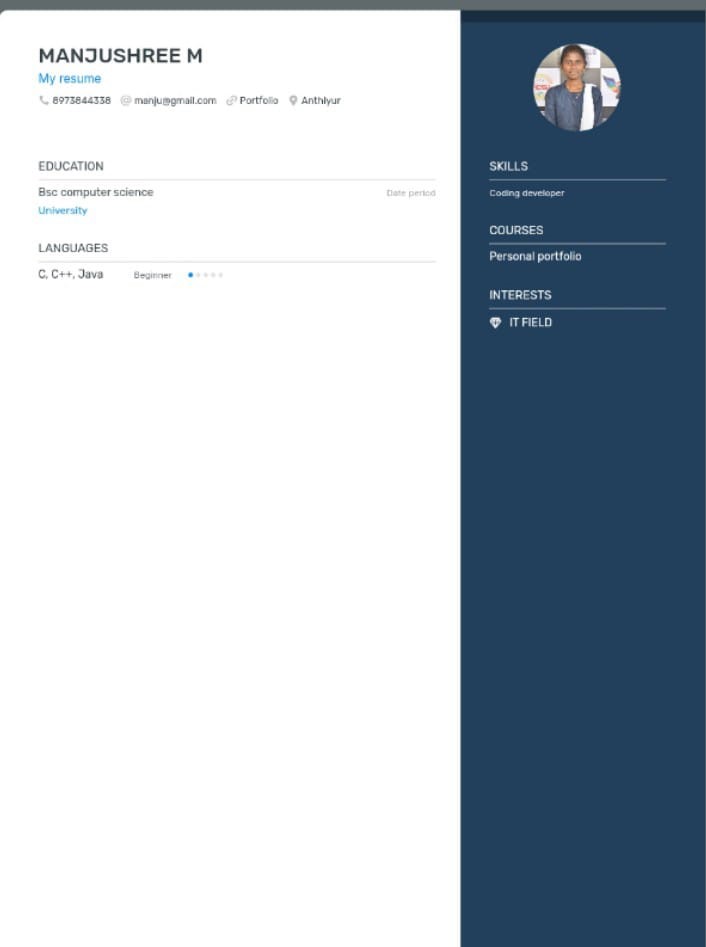 MANJUSHREE M
My resume
8973844338 manju@gmail.com Portfolio Anthiyur
EDUCATION
Bsc computer science Date period
University
LANGUAGES
C, C++, Java Beginner
SKILLS
Coding developer
COURSES
Personal portfolio
INTERESTS
IT FIELD